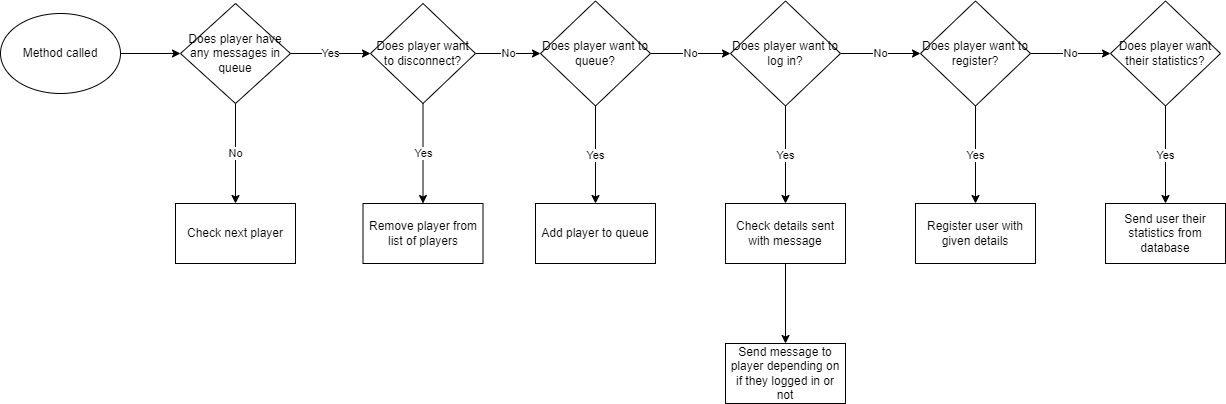 Method called
Does player have
any messages in
queue
Yes
Does player want
to disconnect?
No
Does player want to
queue?
No
Does player want to
log in?
No
Does player want to
register?
No
Does player want
their statistics?
No
Yes
Yes
Yes
Yes
Yes
Check next player
Remove player from
list of players
Add player to queue
Check details sent
with message
Register user with
given details
Send user their
statistics from
database
Send message to
player depending on
if they logged in or
not